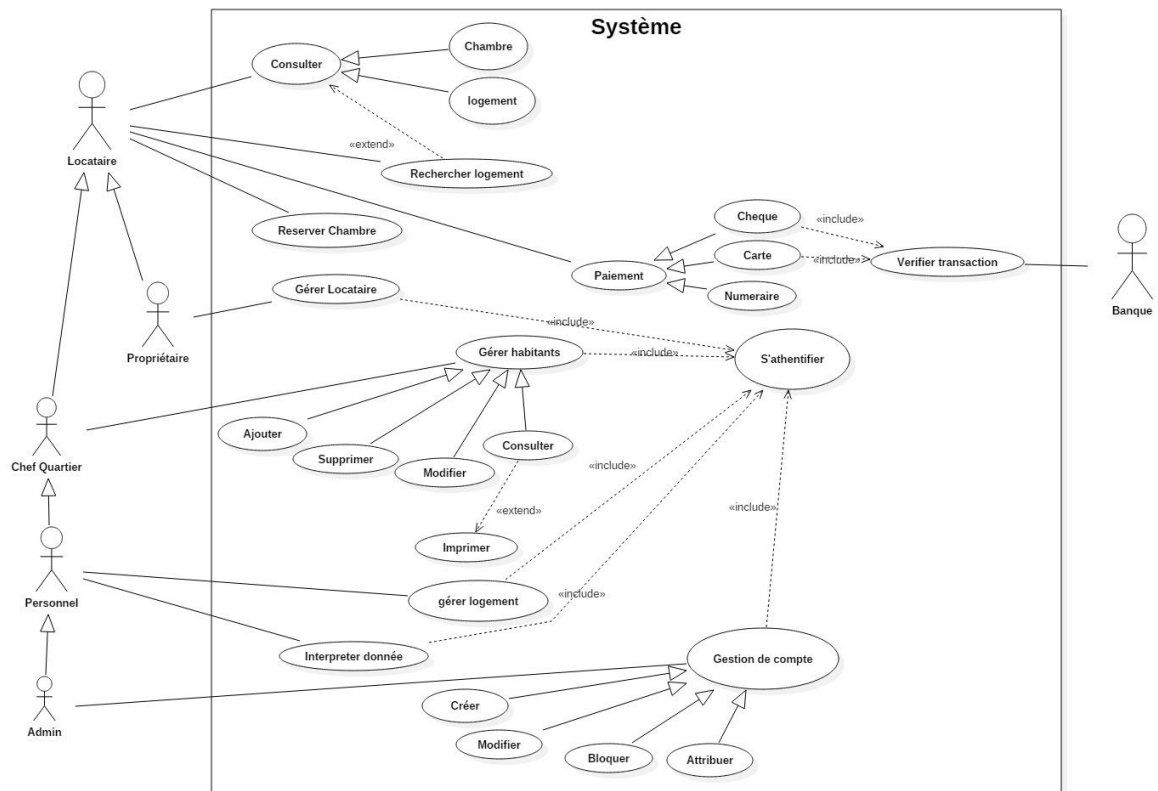 Système
Chambre
Consulter
logement
«extend»
Locataire
Rechercher logement
Reserver Chambre
Cheque
«include»
Carte
«include»
Verifier transaction
Paiement
Numeraire
Banque
Gérer Locataire
Propriétaire
«include»
Gérer habitants
«include»
S'athentifier
Ajouter
Consulter
Supprimer
Modifier
Chef Quartier
«include»
«extend»
«include»
Imprimer
Personnel
gérer logement
«include»
Interpreter donnée
Gestion de compte
Créer
Admin
Modifier
Bloquer
Attribuer